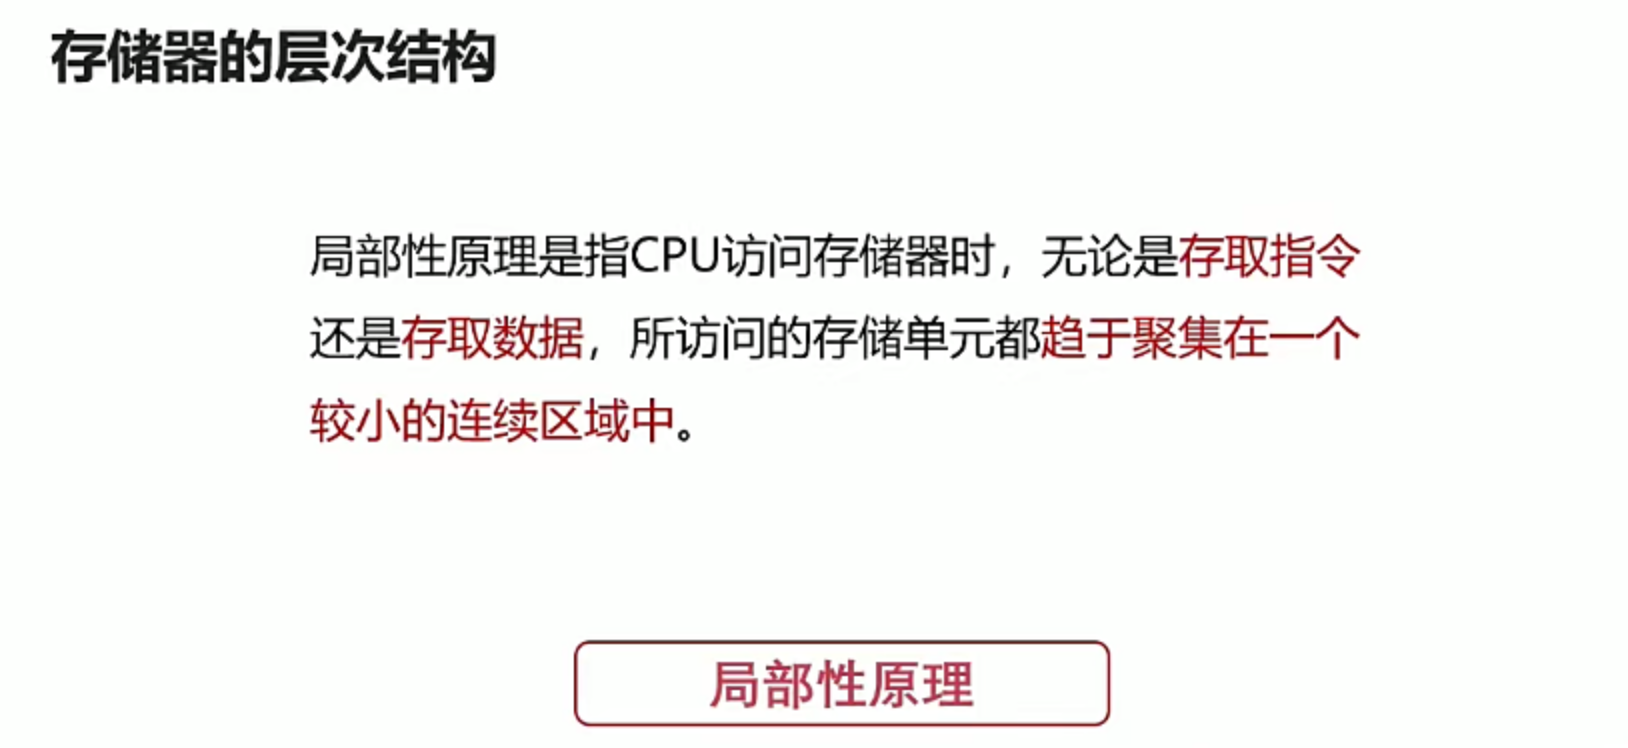 存储器的层次结构
局部性原理是指CPU访问存储器时，无论是存取指令
还是存取数据，所访问的存储单元都趋于聚集在一个
较小的连续区域中。
局部性原理